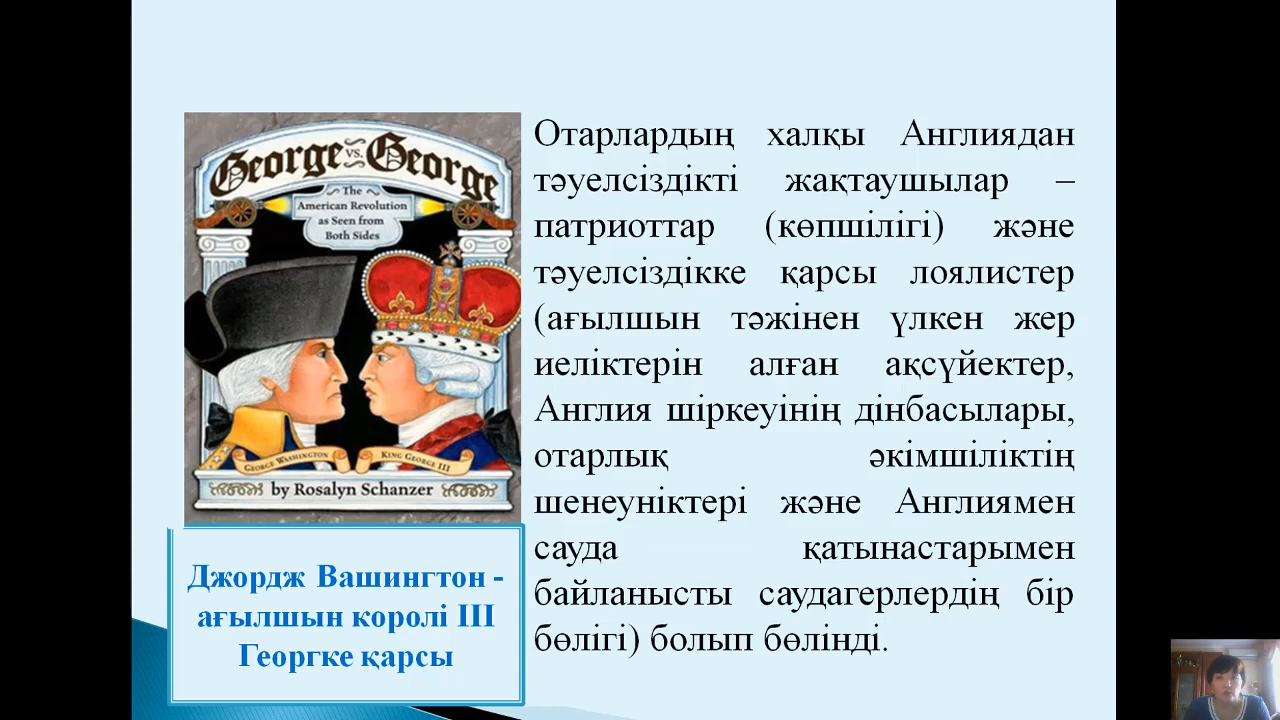 George vs. George
The
American Revolution
as Seen from
Both Sides
GEORGE WASHINGTON
KING GEORGE III
by Rosalyn Schanzer
Джордж Вашингтон -
ағылшын королі III
Георгке қарсы
Отарлардың халқы Англиядан
тәуелсіздікті жақтаушылар –
патриоттар (көпшілігі) және
тәуелсіздікке қарсы лоялистер
(ағылшын тәжінен үлкен жер
иеліктерін алған ақсүйектер,
Англия шіркеуінің дінбасылары,
отарлық әкімшіліктің
шенеуніктері және Англиямен
сауда қатынастарымен
байланысты саудагерлердің бір
бөлігі) болып бөлінді.